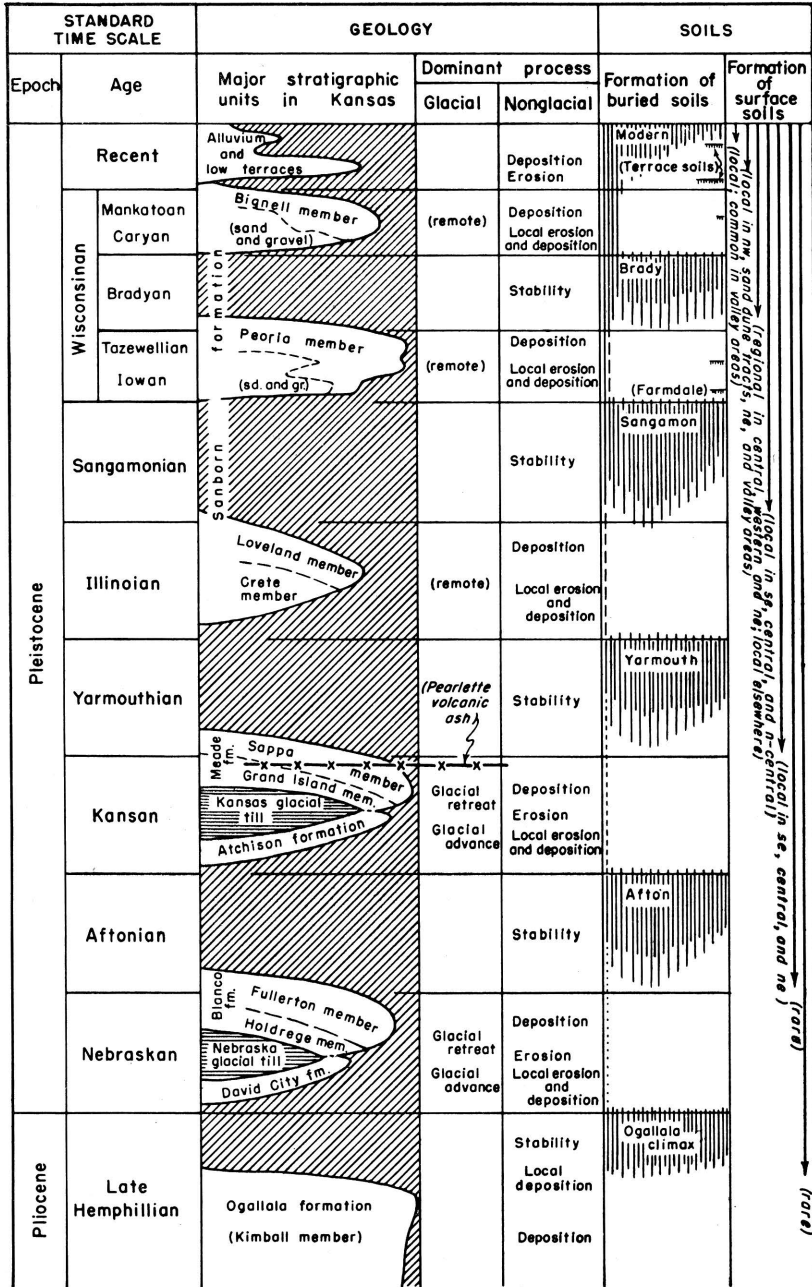 STANDARD
TIME SCALE
GEOLOGY
SOILS
Epoch
Age
Major stratigraphic
units in Kansas
Dominant process
Glacial
Nonglacial
Formation of
buried soils
Formation
of
surface
soils
Pleistocene
Recent
Alluvium
and
low terraces
Deposition
Erosion
Modern
(Terrace soils)
Wisconsinan
Mankatoan
Caryan
Bignell member
(sand
and gravel)
(remote)
Deposition
Local erosion
and deposition
Bradyan
Stability
Brady
Tazewellian
Iowan
Peoria member
(sd. and gr.)
(remote)
Deposition
Local erosion
and deposition
(Farmdale)
Sanborn formation
Sangamonian
Stability
Sangamon
Illinoian
Loveland member
Crete
member
(remote)
Deposition
Local erosion
and
deposition
Yarmouthian
(Pearlette
volcanic
ash)
Stability
Yarmouth
Kansan
Meade
fm.
Sappa
member
Grand Island mem.
Kansas glacial
till
Atchison formation
Glacial
retreat
Glacial
advance
Deposition
Erosion
Local erosion
and deposition
Aftonian
Stability
Afton
Nebraskan
Blanco
fm.
Fullerton member
Holdrege mem.
Nebraska
glacial till
David City fm.
Glacial
retreat
Glacial
advance
Deposition
Erosion
Local erosion
and
deposition
Pliocene
Late
Hemphillian
Ogallala formation
(Kimball member)
Stability
Local
deposition
Deposition
Ogallala
climax
(local; common in valley areas)
(local in nw, sand dune tracts, ne, and valley areas)
(regional in central, western and ne; local elsewhere)
(local in se, central, and n-central)
(local in se, central, and ne)
(rare)
(rare)